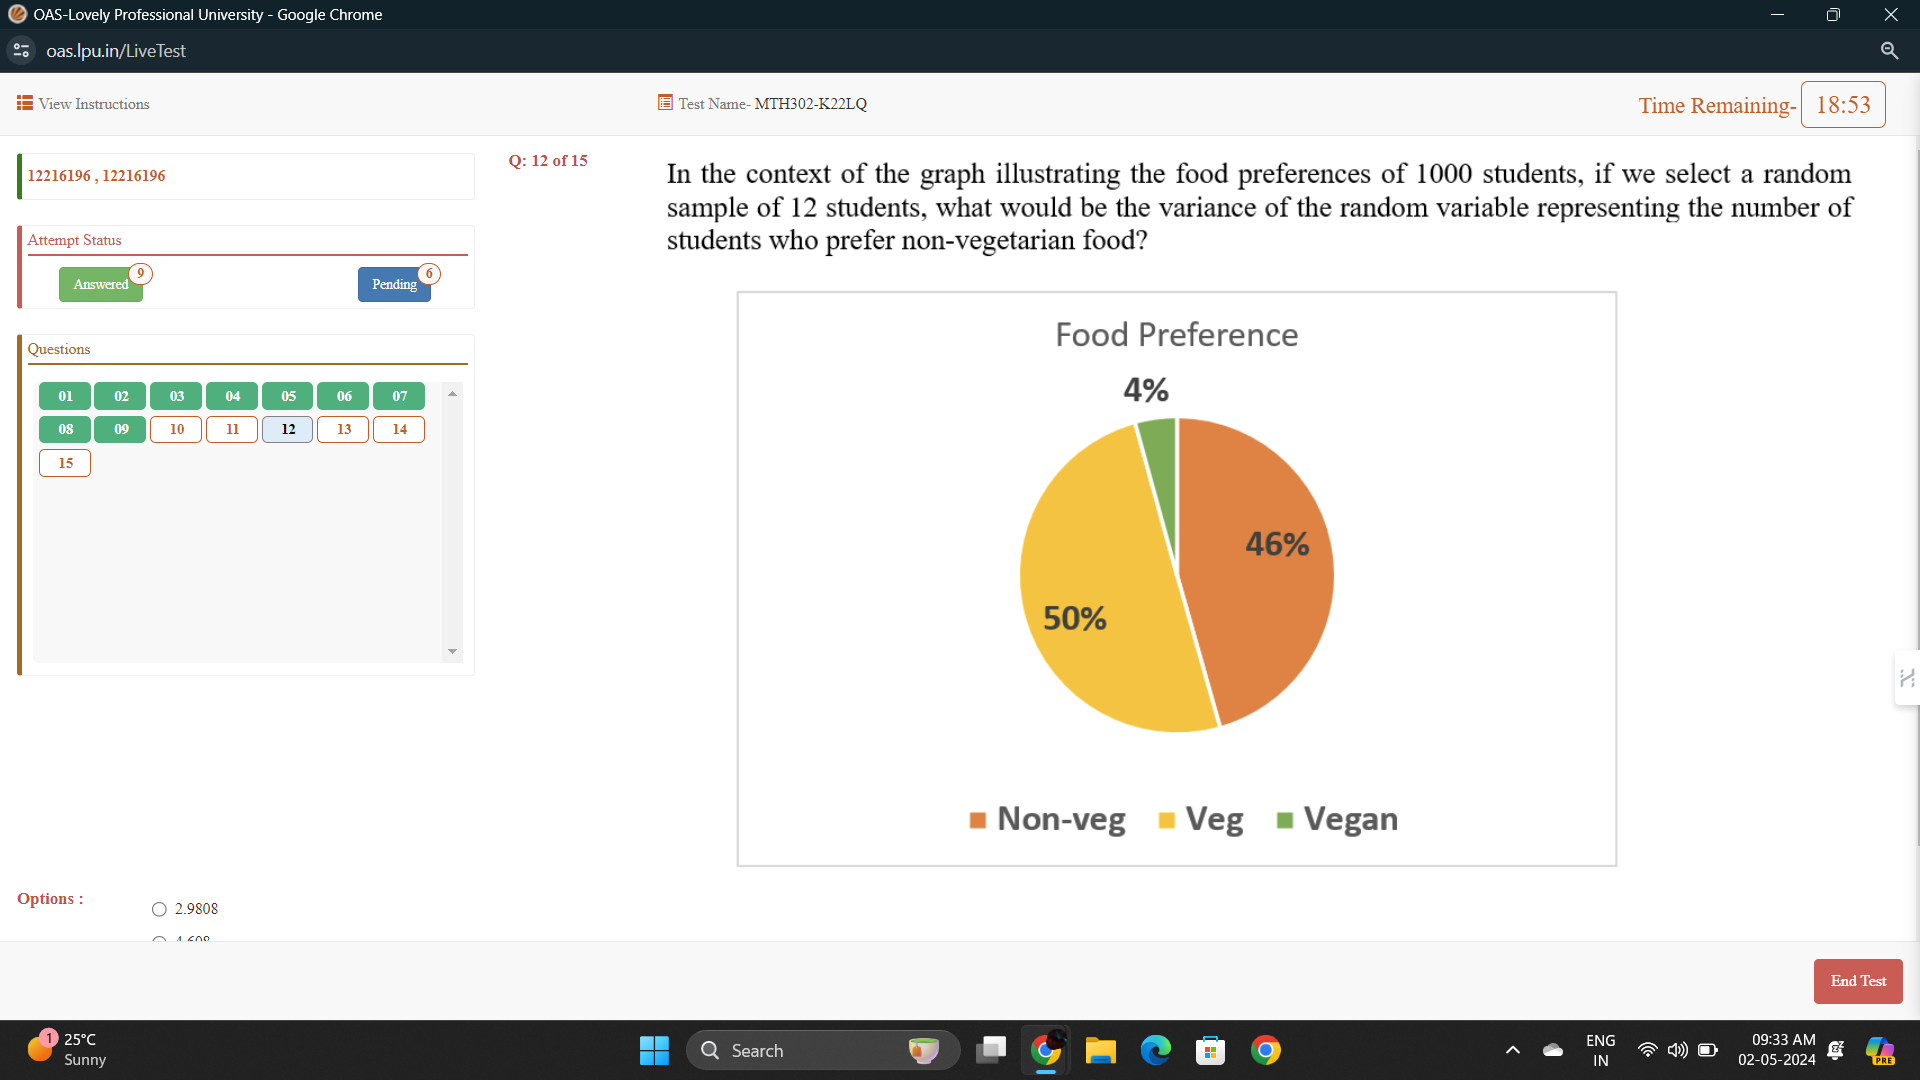 OAS-Lovely Professional University - Google Chrome
oas.lpu.in/LiveTest
View Instructions
Test Name- MTH302-K22LQ
Time Remaining- 18:53
12216196 , 12216196
Q: 12 of 15
In the context of the graph illustrating the food preferences of 1000 students, if we select a random
sample of 12 students, what would be the variance of the random variable representing the number of
students who prefer non-vegetarian food?
Attempt Status
Answered 9
Pending 6
Questions
01 02 03 04 05 06 07
08 09 10 11 12 13 14
15
Food Preference
4%
46%
50%
Non-veg Veg Vegan
Options :
2.9808
4.608
End Test
1
25°C
Sunny
Search
ENG
IN
09:33 AM
02-05-2024
PRE